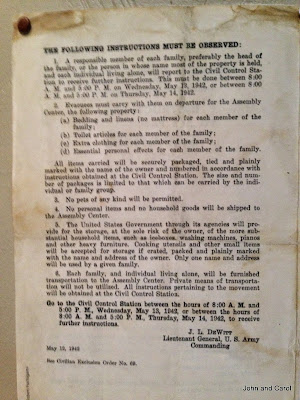 THE FOLLOWING INSTRUCTIONS MUST BE OBSERVED:
1. A responsible member of each family, preferably the head of
the family, or the person in whose name most of the property is held,
and each individual living alone, will report to the Civil Control Sta-
tion to receive further instructions. This must be done between 8:00
A. M. and 5:00 P. M. on Wednesday, May 13, 1942, or between 8:00
A. M. and 5:00 P. M. on Thursday, May 14, 1942.
2. Evacuees must carry with them on departure for the Assembly
Center, the following property:
(a) Bedding and linens (no mattress) for each member of the
family;
(b) Toilet articles for each member of the family;
(c) Extra clothing for each member of the family;
(d) Essential personal effects for each member of the family.
All items carried will be securely packaged, tied and plainly
marked with the name of the owner and numbered in accordance with
instructions obtained at the Civil Control Station. The size and num-
ber of packages is limited to that which can be carried by the indi-
vidual or family group.
3. No pets of any kind will be permitted.
4. No personal items and no household goods will be shipped to
the Assembly Center.
5. The United States Government through its agencies will pro-
vide for the storage, at the sole risk of the owner, of the more sub-
stantial household items, such as iceboxes, washing machines, pianos
and other heavy furniture. Cooking utensils and other small items
will be accepted for storage if crated, packed and plainly marked
with the name and address of the owner. Only one name and address
will be used by a given family.
6. Each family, and individual living alone, will be furnished
transportation to the Assembly Center. Private means of transporta-
tion will not be utilized. All instructions pertaining to the movement
will be obtained at the Civil Control Station.
Go to the Civil Control Station between the hours of 8:00 A. M. and
5:00 P. M., Wednesday, May 13, 1942, or between the hours of
8:00 A. M. and 5:00 P. M., Thursday, May 14, 1942, to receive
further instructions.
J. L. DEWITT
Lieutenant General, U. S. Army
Commanding
May 12, 1942
See Civilian Exclusion Order No.
John and Carol